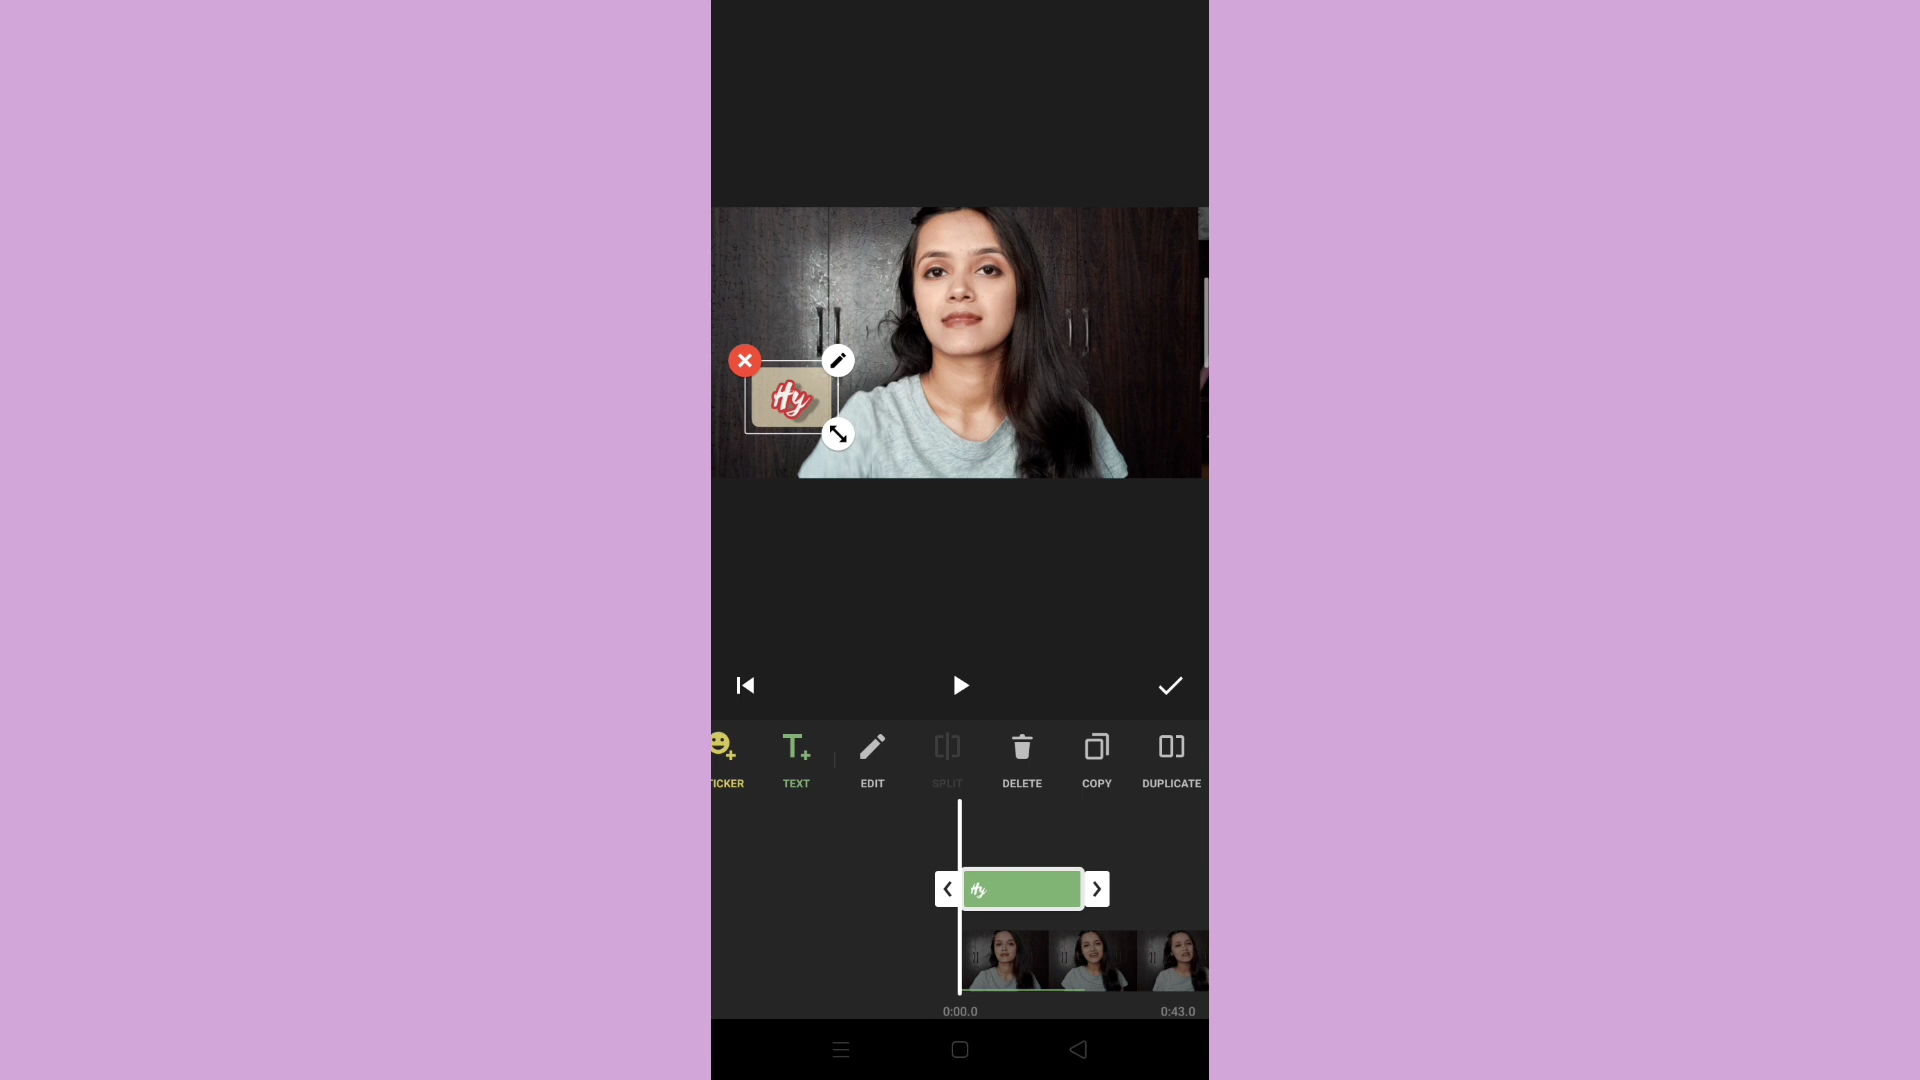 Hy
TICKER
TEXT
EDIT
SPLIT
DELETE
COPY
DUPLICATE
Hy
0:00.0
0:43.0